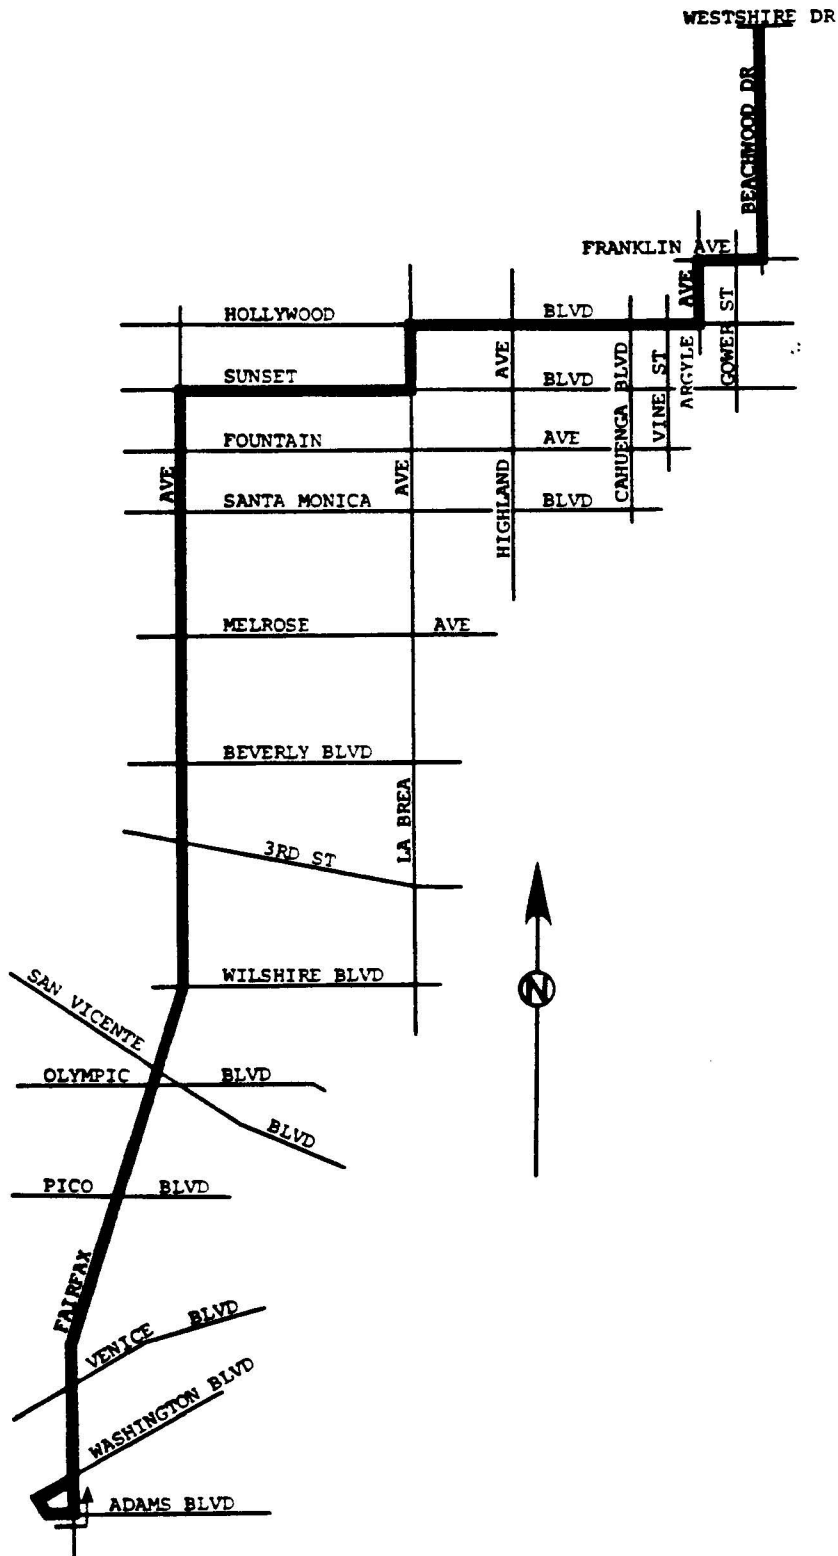 WESTSHIRE DR
BEACHWOOD DR
FRANKLIN AVE
HOLLYWOOD BLVD
AVE
GOWER ST
ARGYLE
SUNSET BLVD
AVE
CAHUENGA BLVD
VINE ST
FOUNTAIN AVE
AVE
AVE
HIGHLAND
SANTA MONICA BLVD
MELROSE AVE
BEVERLY BLVD
LA BREA
3RD ST
WILSHIRE BLVD
N
SAN VICENTE
OLYMPIC BLVD
BLVD
PICO BLVD
FAIRFAX
VENICE BLVD
WASHINGTON BLVD
ADAMS BLVD